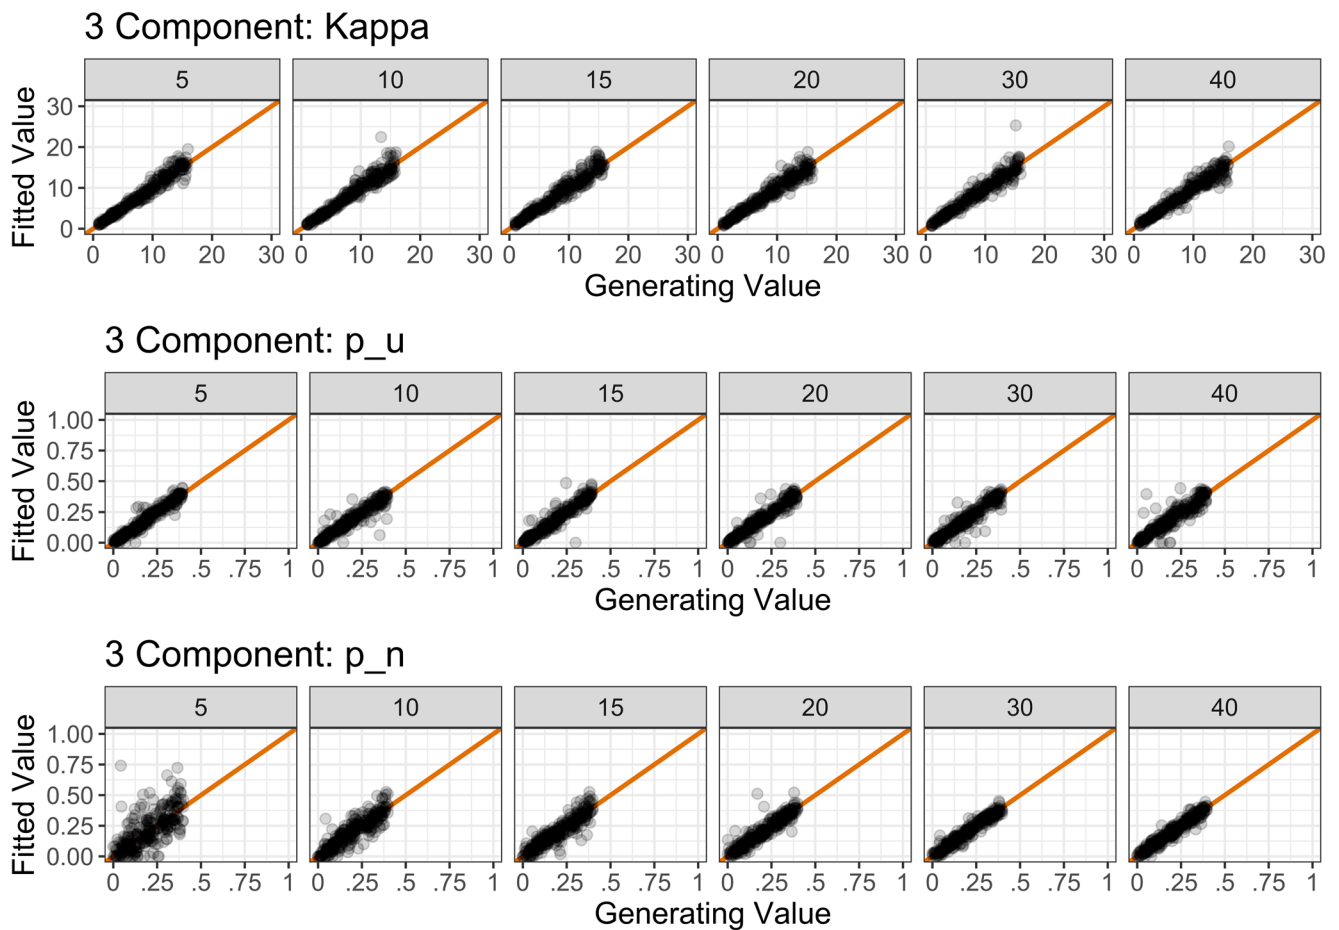 3 Component: Kappa
5 10 15 20 30 40
Fitted Value
30
20
10
0
0 10 20 30 0 10 20 30 0 10 20 30 0 10 20 30 0 10 20 30 0 10 20 30
Generating Value
3 Component: p_u
5 10 15 20 30 40
Fitted Value
1.00
0.75
0.50
0.25
0.00
0 .25 .5 .75 1 0 .25 .5 .75 1 0 .25 .5 .75 1 0 .25 .5 .75 1 0 .25 .5 .75 1 0 .25 .5 .75 1
Generating Value
3 Component: p_n
5 10 15 20 30 40
Fitted Value
1.00
0.75
0.50
0.25
0.00
0 .25 .5 .75 1 0 .25 .5 .75 1 0 .25 .5 .75 1 0 .25 .5 .75 1 0 .25 .5 .75 1 0 .25 .5 .75 1
Generating Value